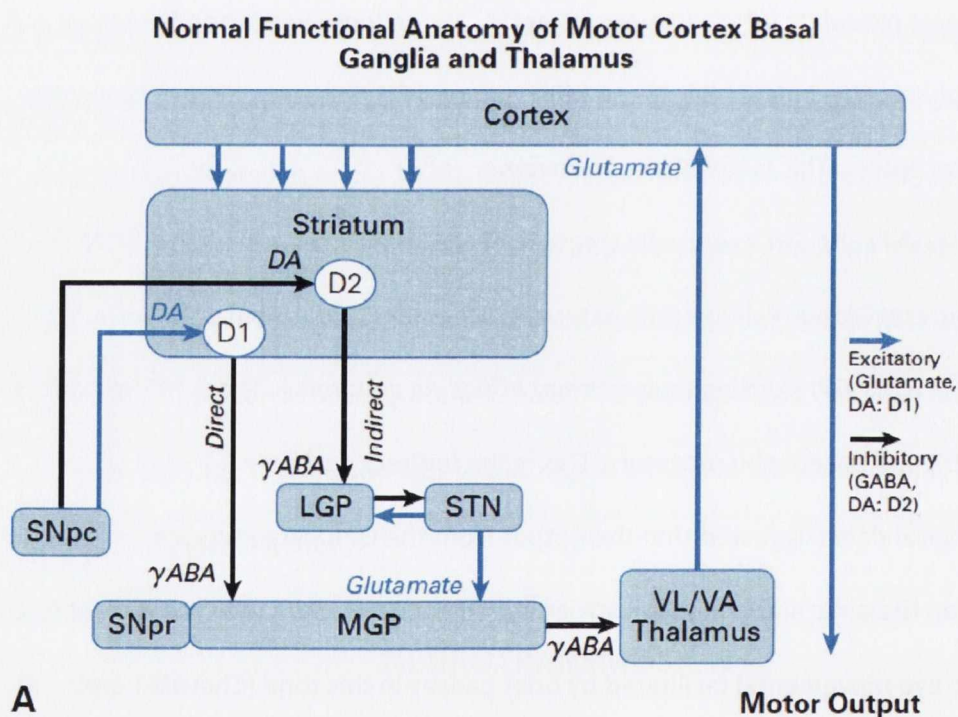 Normal Functional Anatomy of Motor Cortex Basal
Ganglia and Thalamus
Cortex
Glutamate
Striatum
DA
D2
DA
D1
Direct
Indirect
Excitatory
(Glutamate,
DA: D1)
Inhibitory
(GABA,
DA: D2)
γABA
LGP
STN
SNpc
γABA
Glutamate
SNpr
MGP
γABA
VL/VA
Thalamus
A
Motor Output